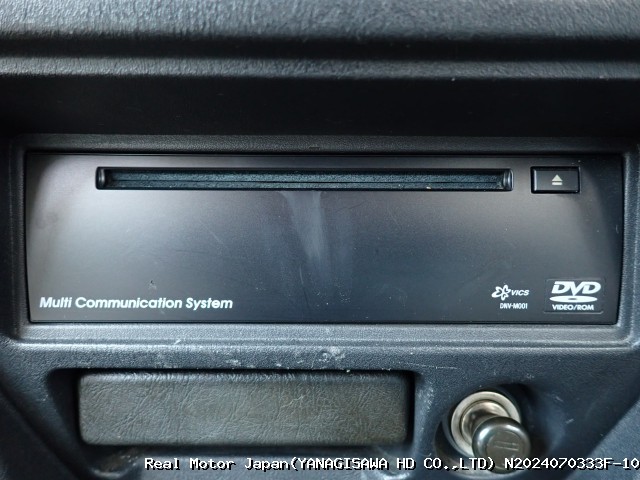 Multi Communication System
VICS
DNV-M001
DVD
VIDEO/ROM
Real Motor Japan(YANAGISAWA HD CO.,LTD) N2024070333F-10